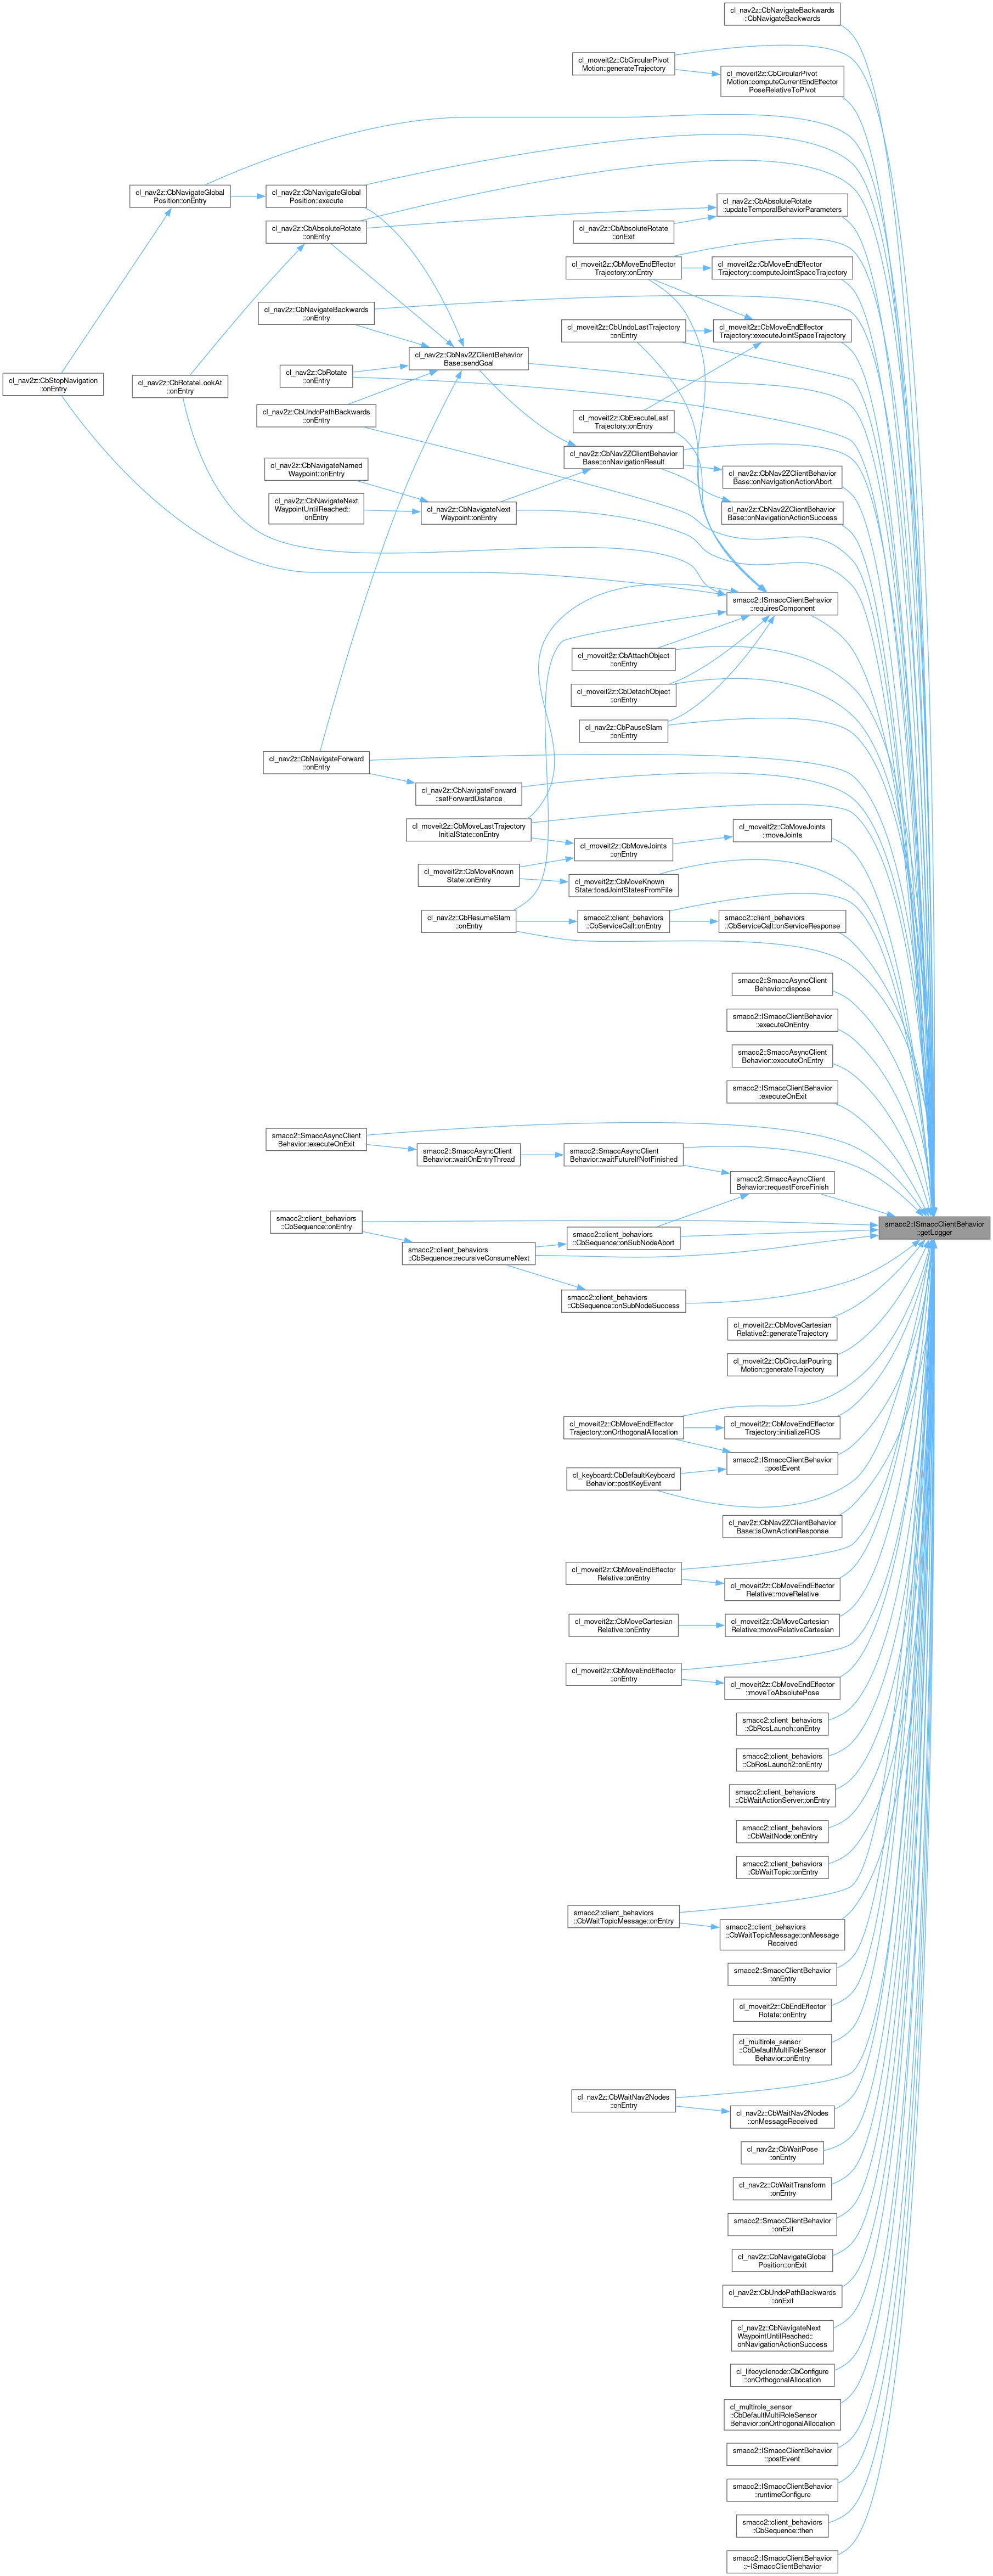 cl_nav2z::CbNavigateBackwards
::CbNavigateBackwards
cl_moveit2z::CbCircularPivot
Motion::generateTrajectory
cl_moveit2z::CbCircularPivot
Motion::computeCurrentEndEffector
PoseRelativeToPivot
cl_nav2z::CbNavigateGlobal
Position::onEntry
cl_nav2z::CbNavigateGlobal
Position::execute
cl_nav2z::CbAbsoluteRotate
::updateTemporalBehaviorParameters
cl_nav2z::CbAbsoluteRotate
::onEntry
cl_nav2z::CbAbsoluteRotate
::onExit
cl_moveit2z::CbMoveEndEffector
Trajectory::onEntry
cl_moveit2z::CbMoveEndEffector
Trajectory::computeJointSpaceTrajectory
cl_nav2z::CbNavigateBackwards
::onEntry
cl_moveit2z::CbUndoLastTrajectory
::onEntry
cl_moveit2z::CbMoveEndEffector
Trajectory::executeJointSpaceTrajectory
cl_nav2z::CbNav2ZClientBehavior
Base::sendGoal
cl_nav2z::CbStopNavigation
::onEntry
cl_nav2z::CbRotateLookAt
::onEntry
cl_nav2z::CbRotate
::onEntry
cl_nav2z::CbUndoPathBackwards
::onEntry
cl_moveit2z::CbExecuteLast
Trajectory::onEntry
cl_nav2z::CbNav2ZClientBehavior
Base::onNavigationResult
cl_nav2z::CbNavigateNamed
Waypoint::onEntry
cl_nav2z::CbNav2ZClientBehavior
Base::onNavigationActionAbort
cl_nav2z::CbNavigateNext
WaypointUntilReached::
onEntry
cl_nav2z::CbNavigateNext
Waypoint::onEntry
cl_nav2z::CbNav2ZClientBehavior
Base::onNavigationActionSuccess
smacc2::ISmaccClientBehavior
::requiresComponent
cl_moveit2z::CbAttachObject
::onEntry
cl_moveit2z::CbDetachObject
::onEntry
cl_nav2z::CbPauseSlam
::onEntry
cl_nav2z::CbNavigateForward
::onEntry
cl_nav2z::CbNavigateForward
::setForwardDistance
cl_moveit2z::CbMoveLastTrajectory
InitialState::onEntry
cl_moveit2z::CbMoveJoints
::onEntry
cl_moveit2z::CbMoveJoints
::moveJoints
cl_moveit2z::CbMoveKnown
State::onEntry
cl_moveit2z::CbMoveKnown
State::loadJointStatesFromFile
cl_nav2z::CbResumeSlam
::onEntry
smacc2::client_behaviors
::CbServiceCall::onEntry
smacc2::client_behaviors
::CbServiceCall::onServiceResponse
smacc2::SmaccAsyncClient
Behavior::dispose
smacc2::ISmaccClientBehavior
::executeOnEntry
smacc2::SmaccAsyncClient
Behavior::executeOnEntry
smacc2::ISmaccClientBehavior
::executeOnExit
smacc2::SmaccAsyncClient
Behavior::executeOnExit
smacc2::SmaccAsyncClient
Behavior::waitOnEntryThread
smacc2::SmaccAsyncClient
Behavior::waitFutureIfNotFinished
smacc2::SmaccAsyncClient
Behavior::requestForceFinish
smacc2::ISmaccClientBehavior
::getLogger
smacc2::client_behaviors
::CbSequence::onEntry
smacc2::client_behaviors
::CbSequence::recursiveConsumeNext
smacc2::client_behaviors
::CbSequence::onSubNodeAbort
smacc2::client_behaviors
::CbSequence::onSubNodeSuccess
cl_moveit2z::CbMoveCartesian
Relative2::generateTrajectory
cl_moveit2z::CbCircularPouring
Motion::generateTrajectory
cl_moveit2z::CbMoveEndEffector
Trajectory::onOrthogonalAllocation
cl_moveit2z::CbMoveEndEffector
Trajectory::initializeROS
smacc2::ISmaccClientBehavior
::postEvent
cl_keyboard::CbDefaultKeyboard
Behavior::postKeyEvent
cl_nav2z::CbNav2ZClientBehavior
Base::isOwnActionResponse
cl_moveit2z::CbMoveEndEffector
Relative::onEntry
cl_moveit2z::CbMoveEndEffector
Relative::moveRelative
cl_moveit2z::CbMoveCartesian
Relative::onEntry
cl_moveit2z::CbMoveCartesian
Relative::moveRelativeCartesian
cl_moveit2z::CbMoveEndEffector
::onEntry
cl_moveit2z::CbMoveEndEffector
::moveToAbsolutePose
smacc2::client_behaviors
::CbRosLaunch::onEntry
smacc2::client_behaviors
::CbRosLaunch2::onEntry
smacc2::client_behaviors
::CbWaitActionServer::onEntry
smacc2::client_behaviors
::CbWaitNode::onEntry
smacc2::client_behaviors
::CbWaitTopic::onEntry
smacc2::client_behaviors
::CbWaitTopicMessage::onEntry
smacc2::client_behaviors
::CbWaitTopicMessage::onMessage
Received
smacc2::SmaccClientBehavior
::onEntry
cl_moveit2z::CbEndEffector
Rotate::onEntry
cl_multirole_sensor
::CbDefaultMultiRoleSensor
Behavior::onEntry
cl_nav2z::CbWaitNav2Nodes
::onEntry
cl_nav2z::CbWaitNav2Nodes
::onMessageReceived
cl_nav2z::CbWaitPose
::onEntry
cl_nav2z::CbWaitTransform
::onEntry
smacc2::SmaccClientBehavior
::onExit
cl_nav2z::CbNavigateGlobal
Position::onExit
cl_nav2z::CbUndoPathBackwards
::onExit
cl_nav2z::CbNavigateNext
WaypointUntilReached::
onNavigationActionSuccess
cl_lifecyclenode::CbConfigure
::onOrthogonalAllocation
cl_multirole_sensor
::CbDefaultMultiRoleSensor
Behavior::onOrthogonalAllocation
smacc2::ISmaccClientBehavior
::postEvent
smacc2::ISmaccClientBehavior
::runtimeConfigure
smacc2::client_behaviors
::CbSequence::then
smacc2::ISmaccClientBehavior
::~ISmaccClientBehavior